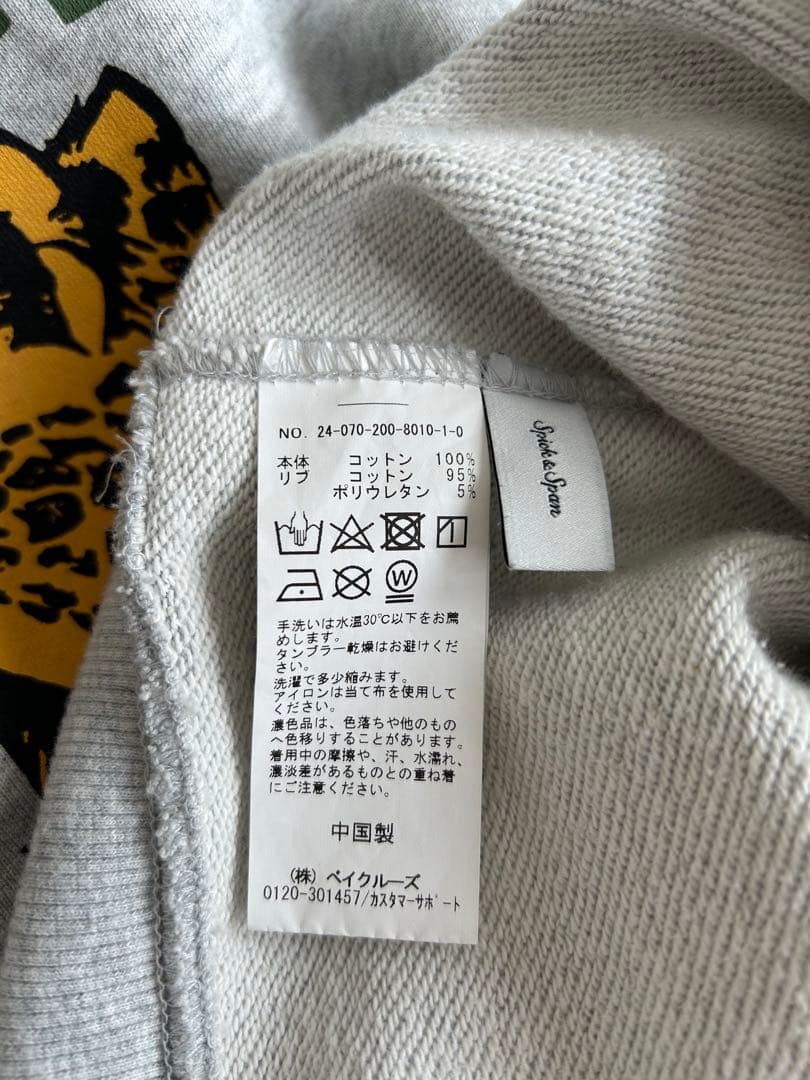 NO. 24-070-200-8010-1-0
本体 コットン 100%
リブ コットン 95%
ポリウレタン 5%
W
手洗いは水温30℃以下をお薦
めします。
タンブラー乾燥はお避けくだ
さい。
洗濯で多少縮みます。
アイロンは当て布を使用して
ください。
濃色品は、色落ちや他のもの
へ色移りすることがあります。
着用中の摩擦や、汗、水濡れ、
濃淡差があるものとの重ね着
にご注意ください。
中国製
(株) ベイクルーズ
0120-301457/カスタマーサポート
Spick & Span